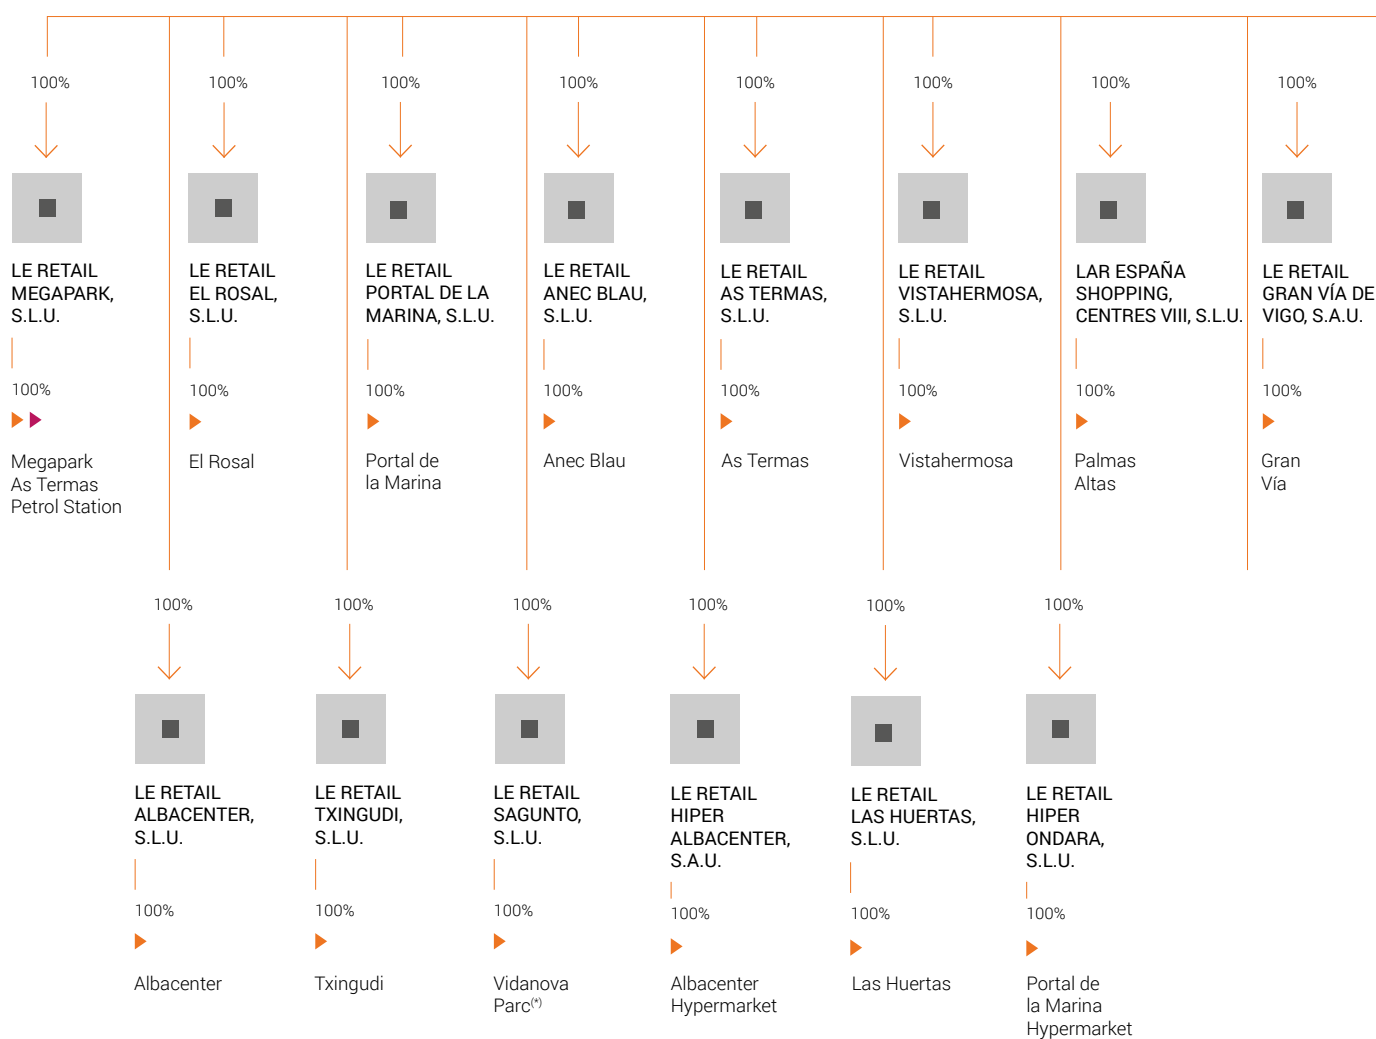 100%
100%
100%
100%
100%
100%
100%
100%
LE RETAIL
MEGAPARK,
S.L.U.
LE RETAIL
EL ROSAL,
S.L.U.
LE RETAIL
PORTAL DE LA
MARINA, S.L.U.
LE RETAIL
ANEC BLAU,
S.L.U.
LE RETAIL
AS TERMAS,
S.L.U.
LE RETAIL
VISTAHERMOSA,
S.L.U.
LAR ESPAÑA
SHOPPING,
CENTRES VIII, S.L.U.
LE RETAIL
GRAN VÍA DE
VIGO, S.A.U.
100%
100%
100%
100%
100%
100%
100%
100%
Megapark
As Termas
Petrol Station
El Rosal
Portal de
la Marina
Anec Blau
As Termas
Vistahermosa
Palmas
Altas
Gran
Vía
100%
100%
100%
100%
100%
100%
LE RETAIL
ALBACENTER,
S.L.U.
LE RETAIL
TXINGUDI,
S.L.U.
LE RETAIL
SAGUNTO,
S.L.U.
LE RETAIL
HIPER
ALBACENTER,
S.A.U.
LE RETAIL
LAS HUERTAS,
S.L.U.
LE RETAIL
HIPER
ONDARA,
S.L.U.
100%
100%
100%
100%
100%
100%
Albacenter
Txingudi
Vidanova
Parc(*)
Albacenter
Hypermarket
Las Huertas
Portal de
la Marina
Hypermarket